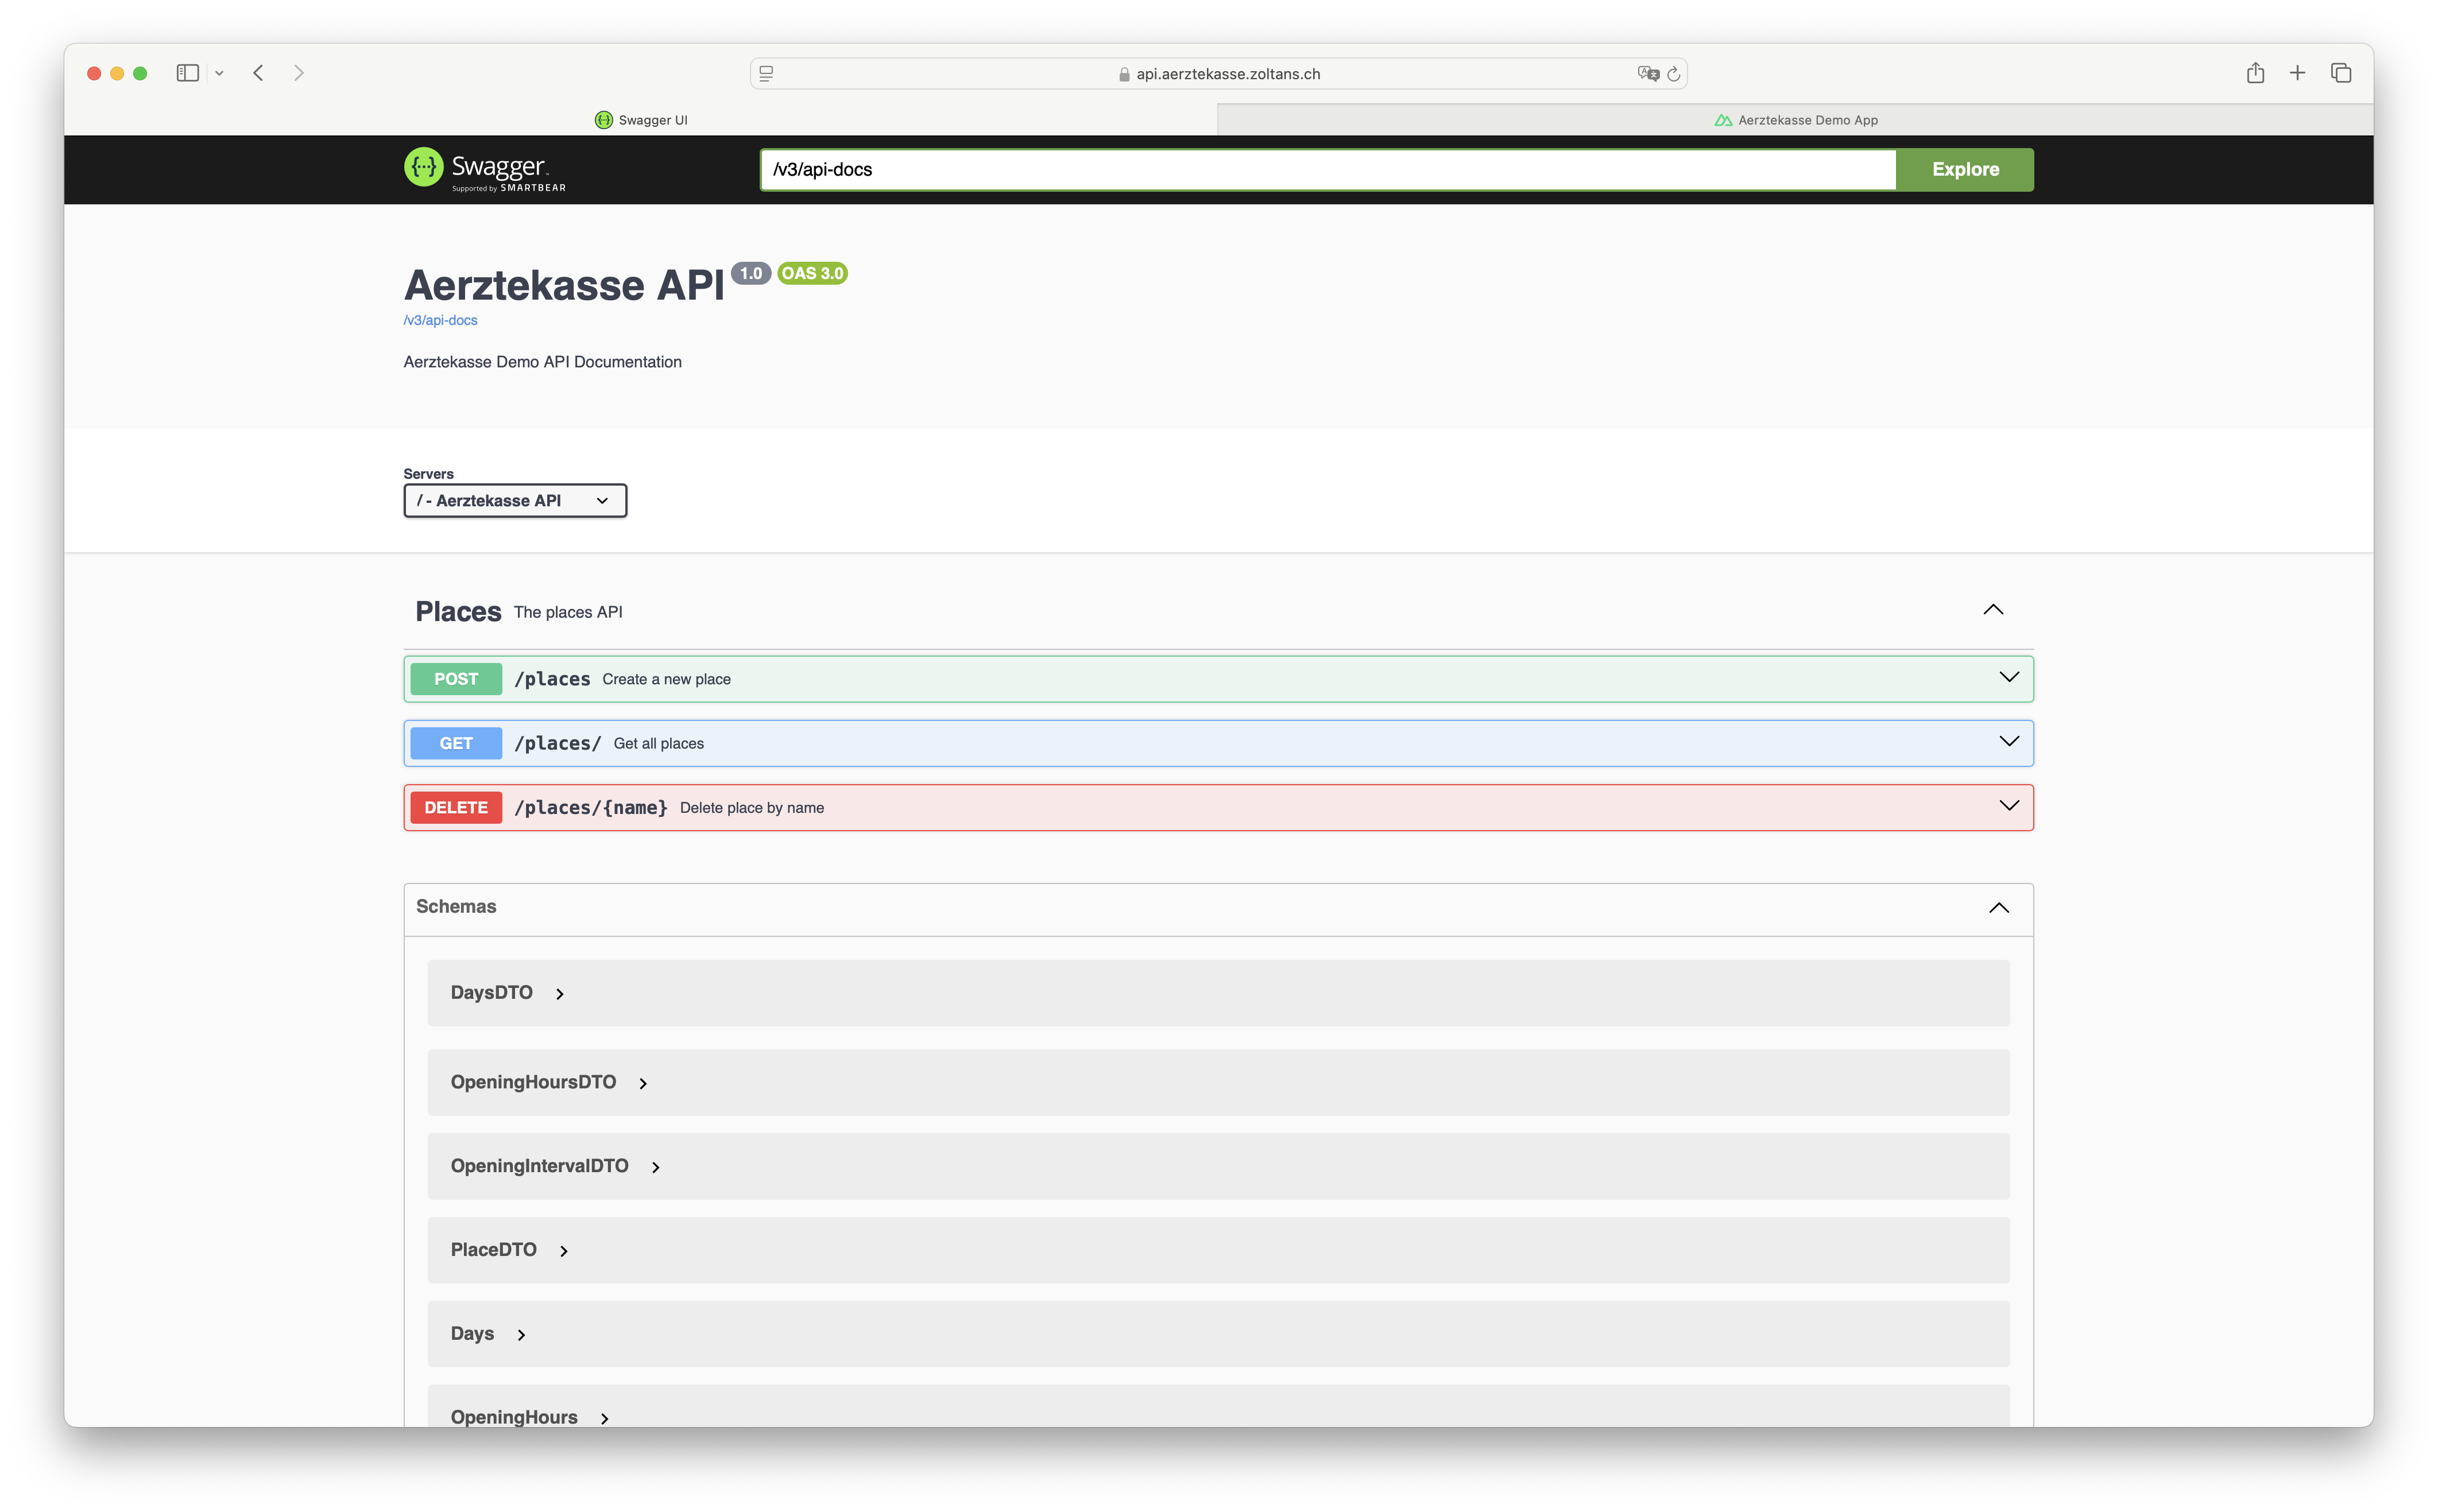 api.aerztekasse.zoltans.ch
Swagger UI
Aerztekasse Demo App
Swagger
Supported by SMARTBEAR
/v3/api-docs
Explore
Aerztekasse API 1.0 OAS 3.0
/v3/api-docs
Aerztekasse Demo API Documentation
Servers
/ - Aerztekasse API
Places The places API
POST /places Create a new place
GET /places/ Get all places
DELETE /places/{name} Delete place by name
Schemas
DaysDTO
OpeningHoursDTO
OpeningIntervalDTO
PlaceDTO
Days
OpeningHours